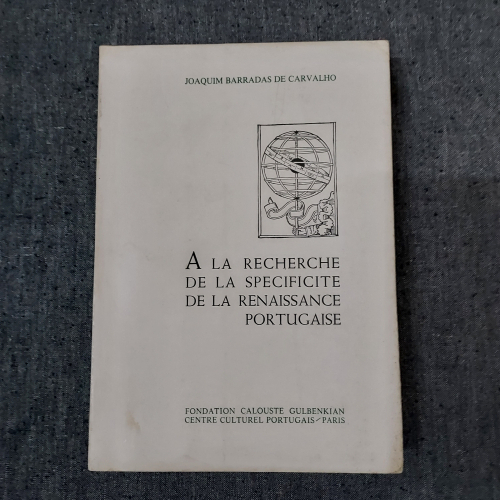 JOAQUIM BARRADAS DE CARVALHO
A LA RECHERCHE
DE LA SPECIFICITE
DE LA RENAISSANCE
PORTUGAISE
FONDATION CALOUSTE GULBENKIAN
CENTRE CULTUREL PORTUGAIS / PARIS